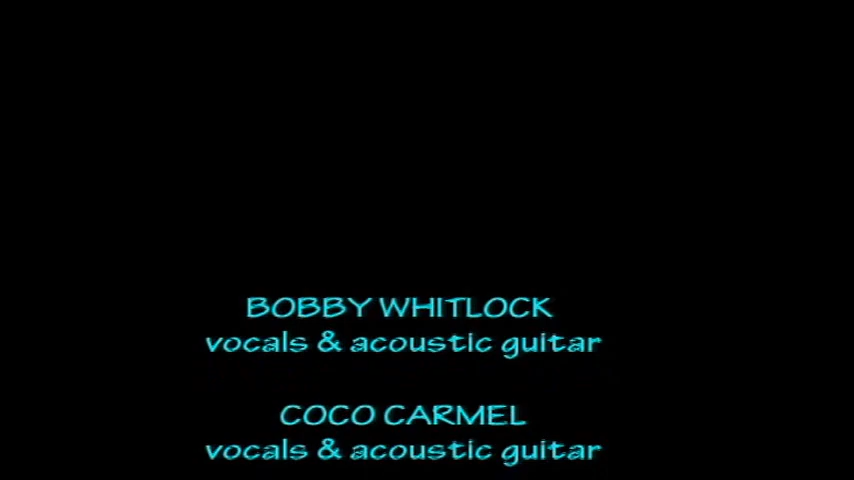 BOBBY WHITLOCK
vocals & acoustic guitar
COCO CARMEL
vocals & acoustic guitar